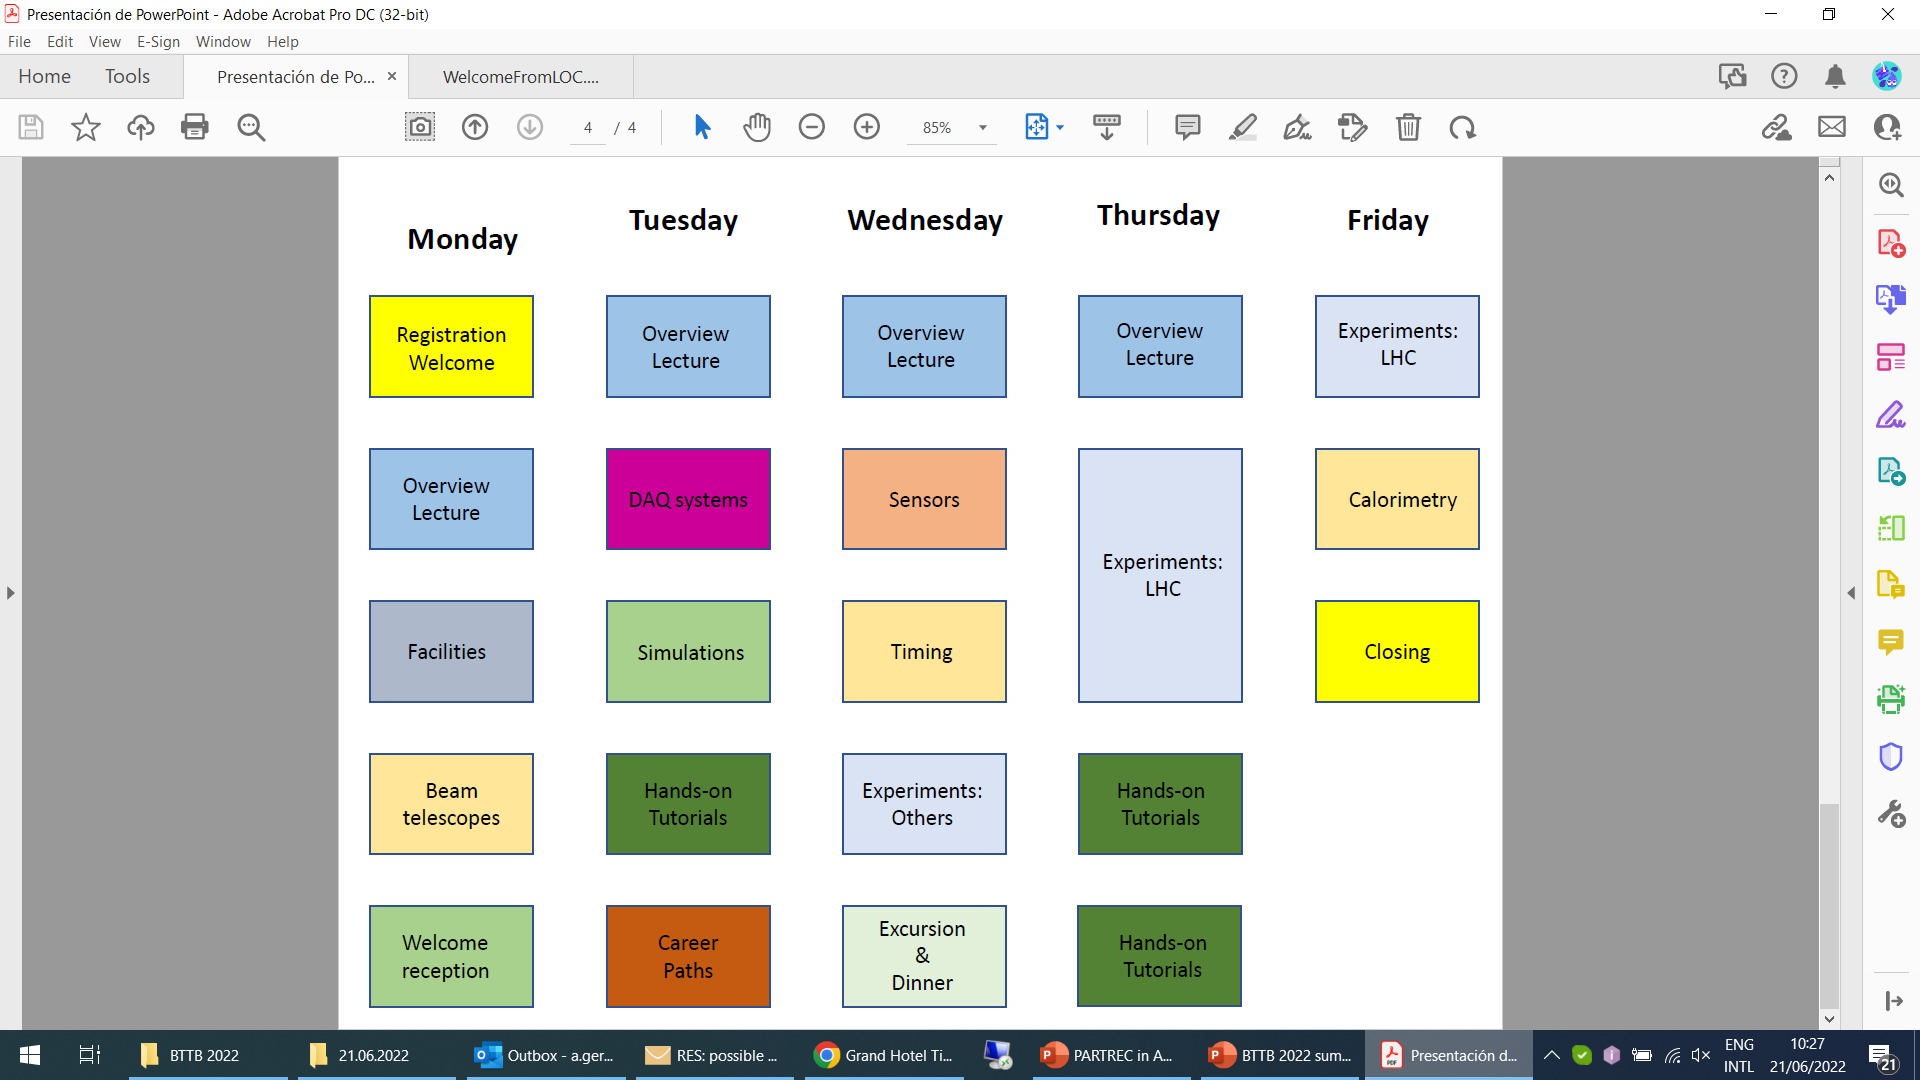 Presentación de PowerPoint - Adobe Acrobat Pro DC (32-bit)
File Edit View E-Sign Window Help
Home Tools Presentación de Po... × WelcomeFromLOC....
4 / 4 85%
Monday Tuesday Wednesday Thursday Friday
Registration
Welcome
Overview
Lecture
Overview
Lecture
Overview
Lecture
Experiments:
LHC
Overview
Lecture
DAQ systems
Sensors
Experiments:
LHC
Calorimetry
Facilities
Simulations
Timing
Closing
Beam
telescopes
Hands-on
Tutorials
Experiments:
Others
Hands-on
Tutorials
Welcome
reception
Career
Paths
Excursion
&
Dinner
Hands-on
Tutorials
BTTB 2022 21.06.2022 Outbox - a.ger... RES: possible ... Grand Hotel Ti... PARTREC in A... BTTB 2022 sum... Presentación d...
ENG
INTL
10:27
21/06/2022
21